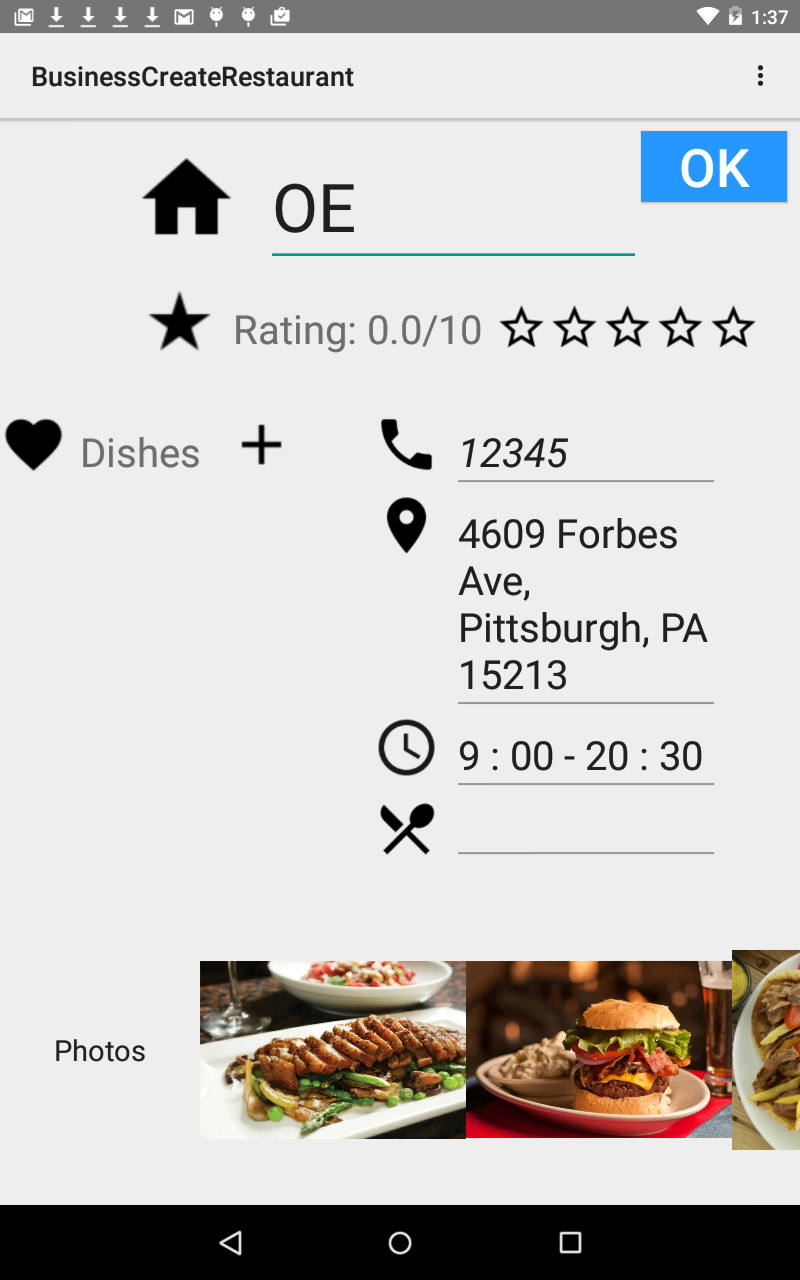 1:37
BusinessCreateRestaurant
OK
OE
Rating: 0.0/10
Dishes
12345
4609 Forbes
Ave,
Pittsburgh, PA
15213
9 : 00 - 20 : 30
Photos